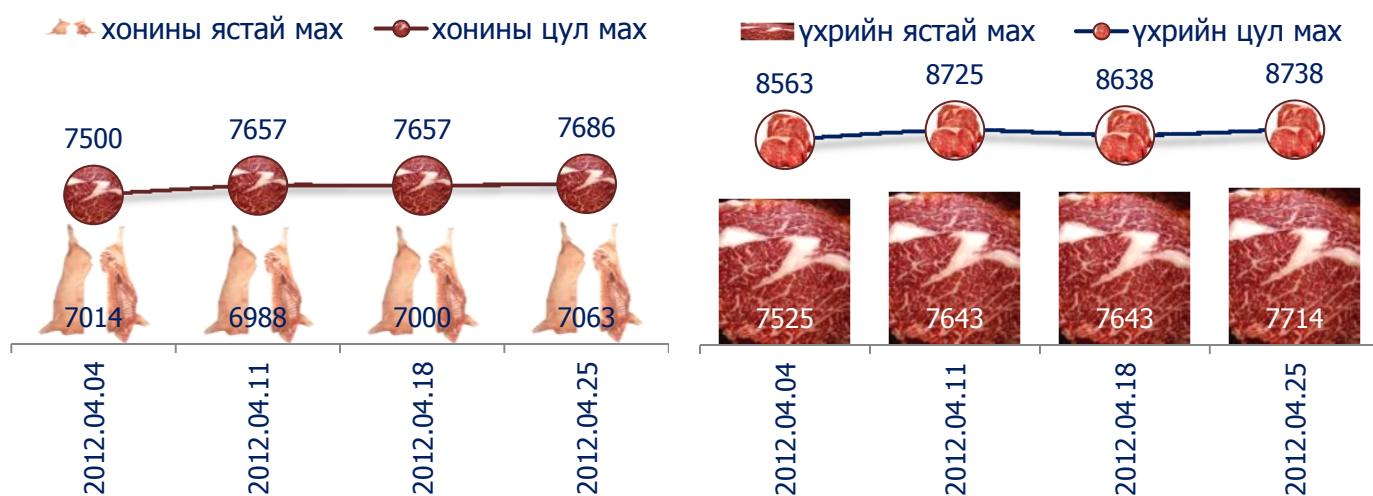 хонины ястай мах хонины цул мах
7500 7657 7657 7686
7014 6988 7000 7063
2012.04.04 2012.04.11 2012.04.18 2012.04.25
үхрийн ястай мах үхрийн цул мах
8563 8725 8638 8738
7525 7643 7643 7714
2012.04.04 2012.04.11 2012.04.18 2012.04.25